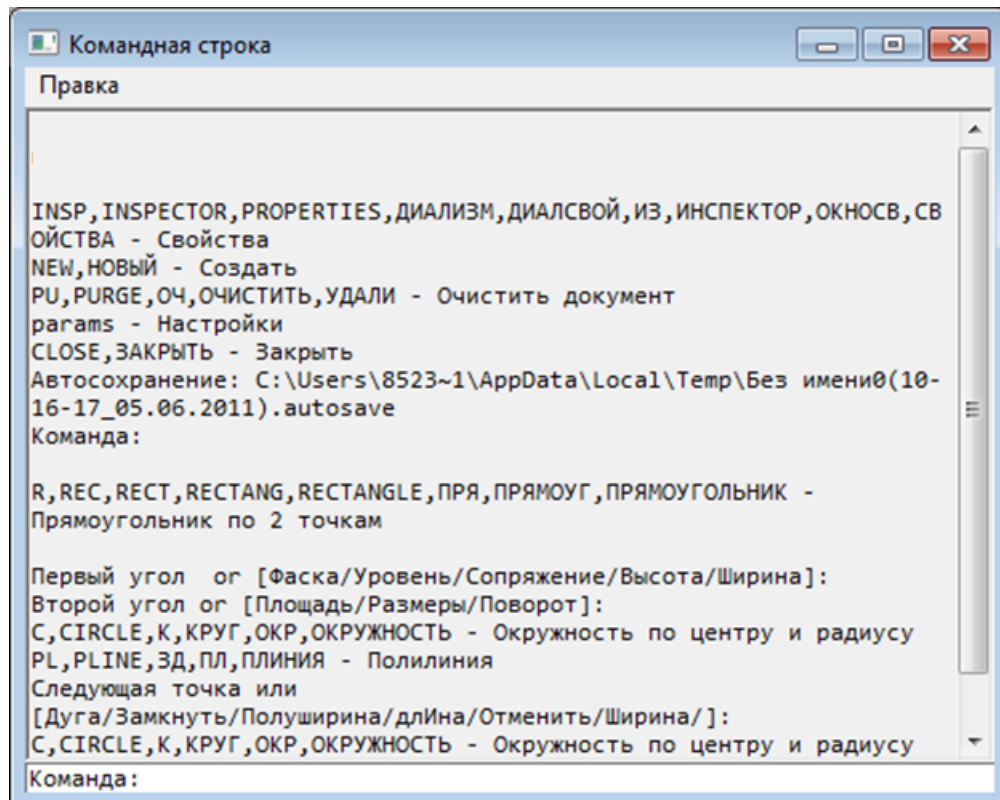 Командная строка
Правка
INSP,INSPECTOR,PROPERTIES,ДИАЛИЗМ,ДИАЛСВОЙ,ИЗ,ИНСПЕКТОР,ОКНОСВ,СВ
ОЙСТВА - Свойства
NEW,НОВЫЙ - Создать
PU,PURGE,ОЧ,ОЧИСТИТЬ,УДАЛИ - Очистить документ
params - Настройки
CLOSE,ЗАКРЫТЬ - Закрыть
Автосохранение: C:\Users\8523~1\AppData\Local\Temp\Без имени0(10-
16-17_05.06.2011).autosave
Команда:
R,REC,RECT,RECTANG,RECTANGLE,ПРЯ,ПРЯМОУГ,ПРЯМОУГОЛЬНИК -
Прямоугольник по 2 точкам
Первый угол  or [Фаска/Уровень/Сопряжение/Высота/Ширина]:
Второй угол or [Площадь/Размеры/Поворот]:
C,CIRCLE,К,КРУГ,ОКР,ОКРУЖНОСТЬ - Окружность по центру и радиусу
PL,PLINE,ЗД,ПЛ,ПЛИНИЯ - Полилиния
Следующая точка или
[Дуга/Замкнуть/Полуширина/длИна/Отменить/Ширина/]:
C,CIRCLE,К,КРУГ,ОКР,ОКРУЖНОСТЬ - Окружность по центру и радиусу
Команда: